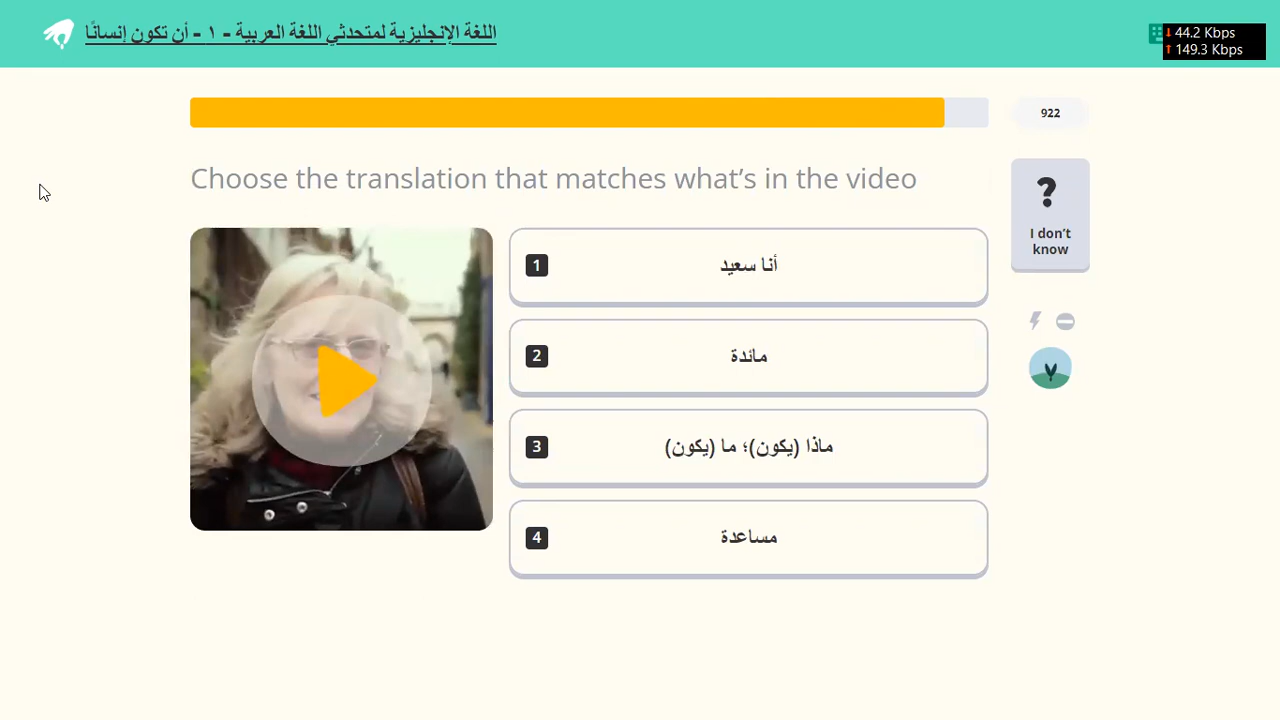 اللغة الإنجليزية لمتحدثي اللغة العربية - ١ - أن تكون إنسانًا
↓ 44.2 Kbps
↑ 149.3 Kbps
922
Choose the translation that matches what's in the video
?
I don't
know
1 أنا سعيد
2 مائدة
3 ماذا (يكون)؛ ما (يكون)
4 مساعدة